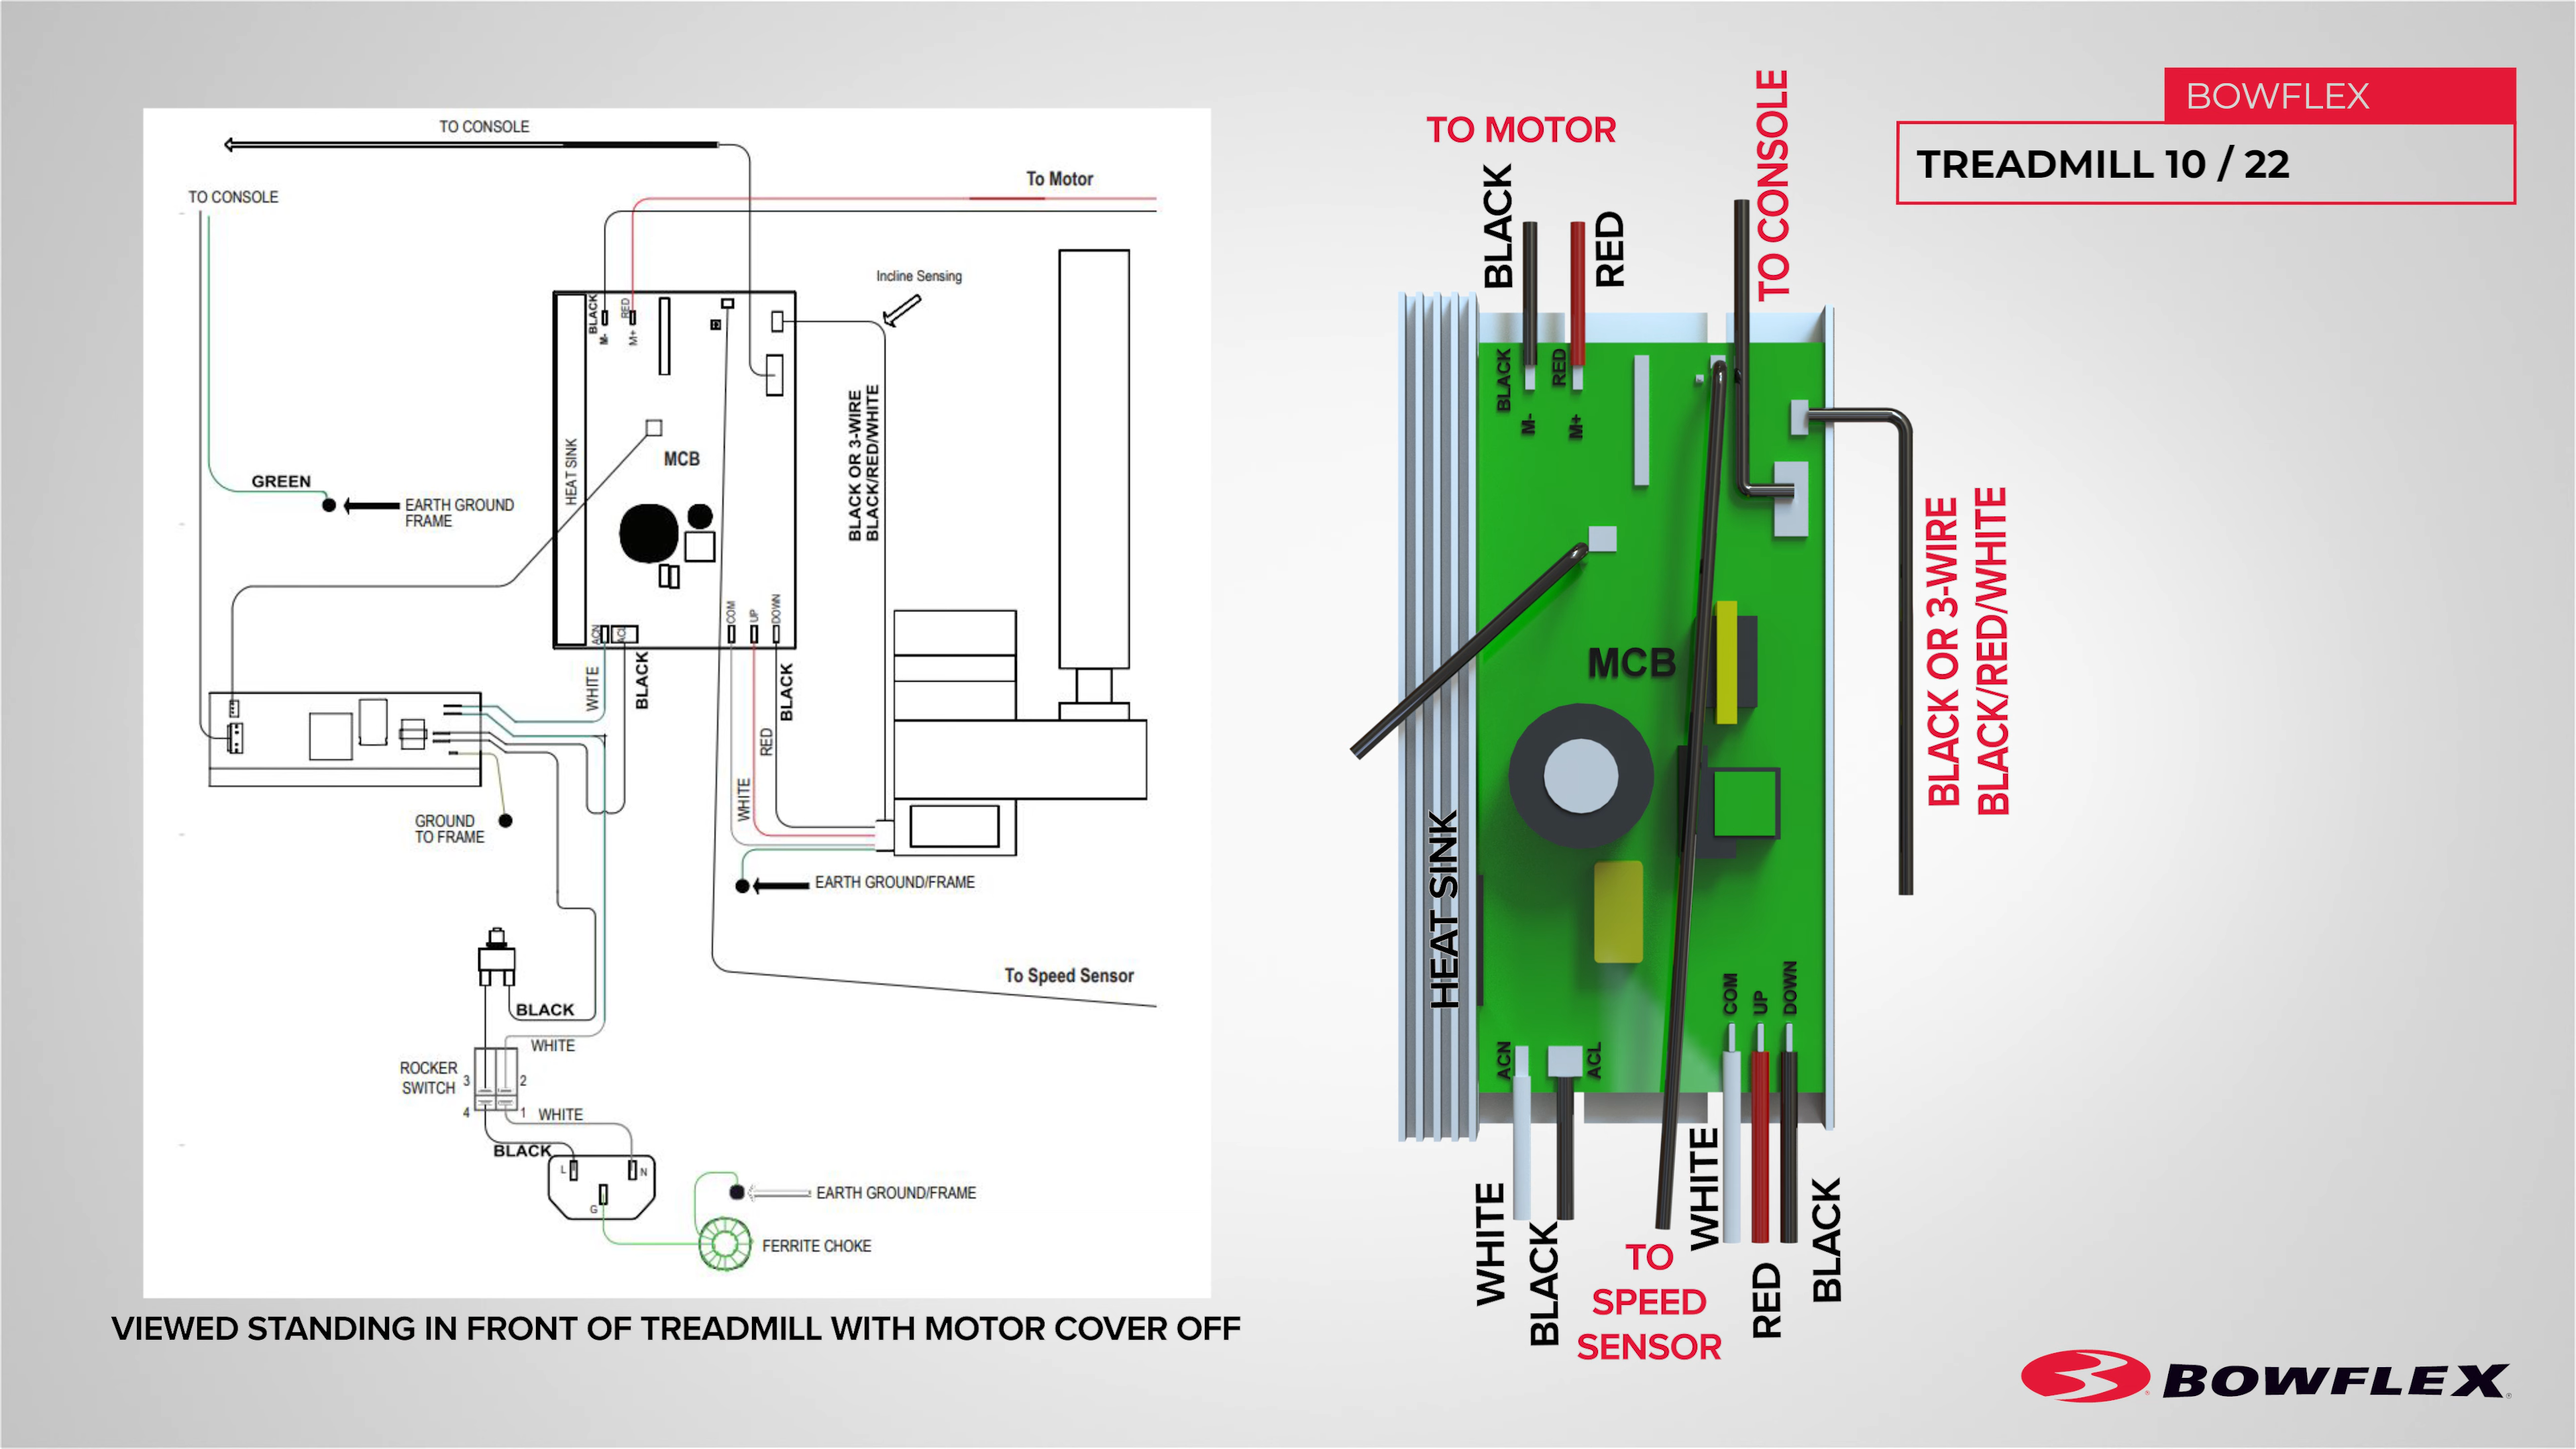 TO CONSOLE
TO CONSOLE
To Motor
Incline Sensing
BLACK
M-
RED
M+
HEAT SINK
MCB
BLACK OR 3-WIRE
BLACK/RED/WHITE
GREEN
EARTH GROUND
FRAME
ACN
ACL
COM
UP
DOWN
WHITE
BLACK
WHITE
RED
BLACK
GROUND
TO FRAME
EARTH GROUND/FRAME
To Speed Sensor
BLACK
WHITE
ROCKER
SWITCH
3
2
4
1
WHITE
BLACK
L
N
G
EARTH GROUND/FRAME
FERRITE CHOKE
VIEWED STANDING IN FRONT OF TREADMILL WITH MOTOR COVER OFF
TO MOTOR
BLACK
RED
TO CONSOLE
BLACK
M-
RED
M+
MCB
HEAT SINK
BLACK OR 3-WIRE
BLACK/RED/WHITE
ACN
ACL
COM
UP
DOWN
WHITE
BLACK
TO
SPEED
SENSOR
WHITE
RED
BLACK
BOWFLEX
TREADMILL 10 / 22
BOWFLEX